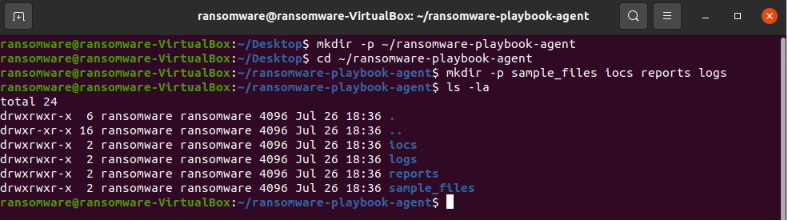 ransomware@ransomware-VirtualBox: ~/ransomware-playbook-agent
ransomware@ransomware-VirtualBox:~/Desktop$ mkdir -p ~/ransomware-playbook-agent
ransomware@ransomware-VirtualBox:~/Desktop$ cd ~/ransomware-playbook-agent
ransomware@ransomware-VirtualBox:~/ransomware-playbook-agent$ mkdir -p sample_files iocs reports logs
ransomware@ransomware-VirtualBox:~/ransomware-playbook-agent$ ls -la
total 24
drwxrwxr-x  6 ransomware ransomware 4096 Jul 26 18:36 .
drwxr-xr-x 16 ransomware ransomware 4096 Jul 26 18:36 ..
drwxrwxr-x  2 ransomware ransomware 4096 Jul 26 18:36 iocs
drwxrwxr-x  2 ransomware ransomware 4096 Jul 26 18:36 logs
drwxrwxr-x  2 ransomware ransomware 4096 Jul 26 18:36 reports
drwxrwxr-x  2 ransomware ransomware 4096 Jul 26 18:36 sample_files
ransomware@ransomware-VirtualBox:~/ransomware-playbook-agent$